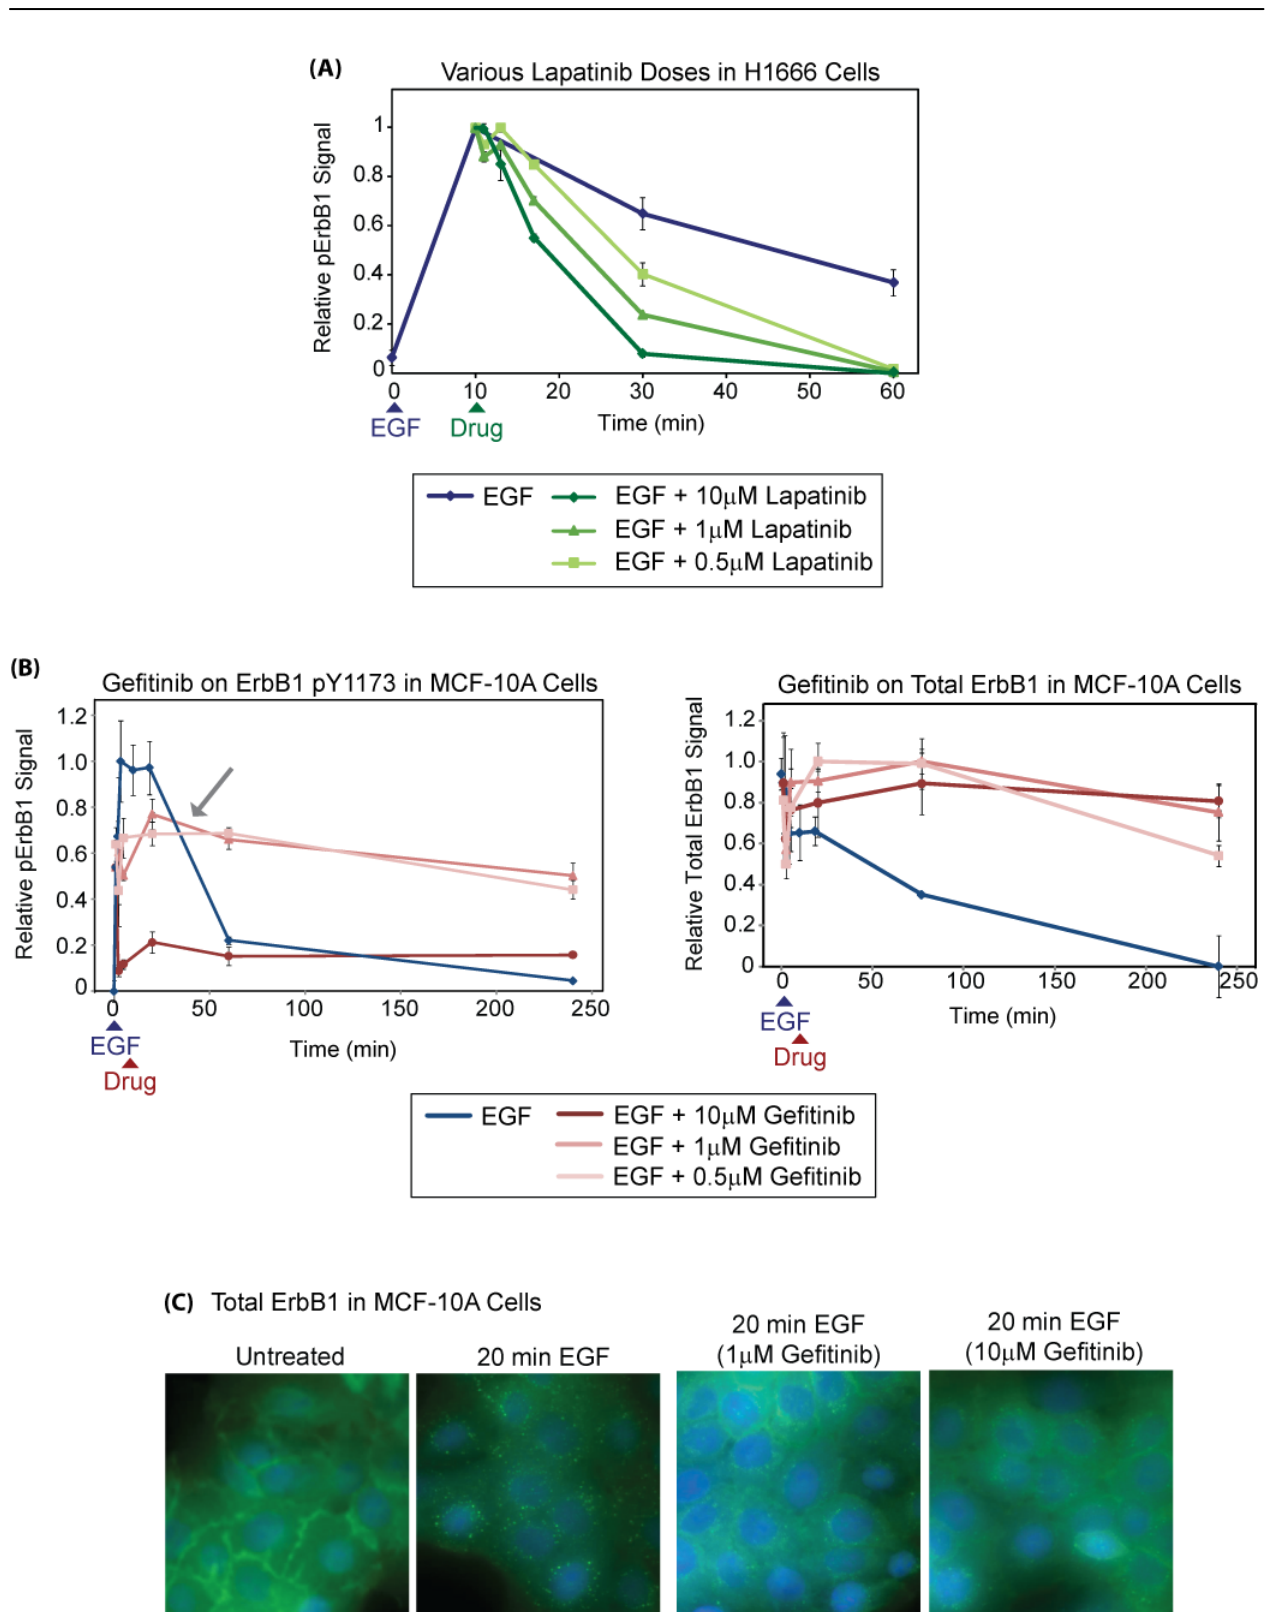 (A)
Various Lapatinib Doses in H1666 Cells
Relative pErbB1 Signal
1
0.8
0.6
0.4
0.2
0
0 10 20 30 40 50 60
EGF Drug
Time (min)
EGF EGF + 10μM Lapatinib
EGF + 1μM Lapatinib
EGF + 0.5μM Lapatinib
(B)
Gefitinib on ErbB1 pY1173 in MCF-10A Cells
Relative pErbB1 Signal
1.2
1.0
0.8
0.6
0.4
0.2
0
0 50 100 150 200 250
EGF
Drug
Time (min)
Gefitinib on Total ErbB1 in MCF-10A Cells
Relative Total ErbB1 Signal
1.2
1.0
0.8
0.6
0.4
0.2
0
0 50 100 150 200 250
EGF
Drug
Time (min)
EGF EGF + 10μM Gefitinib
EGF + 1μM Gefitinib
EGF + 0.5μM Gefitinib
(C) Total ErbB1 in MCF-10A Cells
Untreated
20 min EGF
20 min EGF
(1μM Gefitinib)
20 min EGF
(10μM Gefitinib)